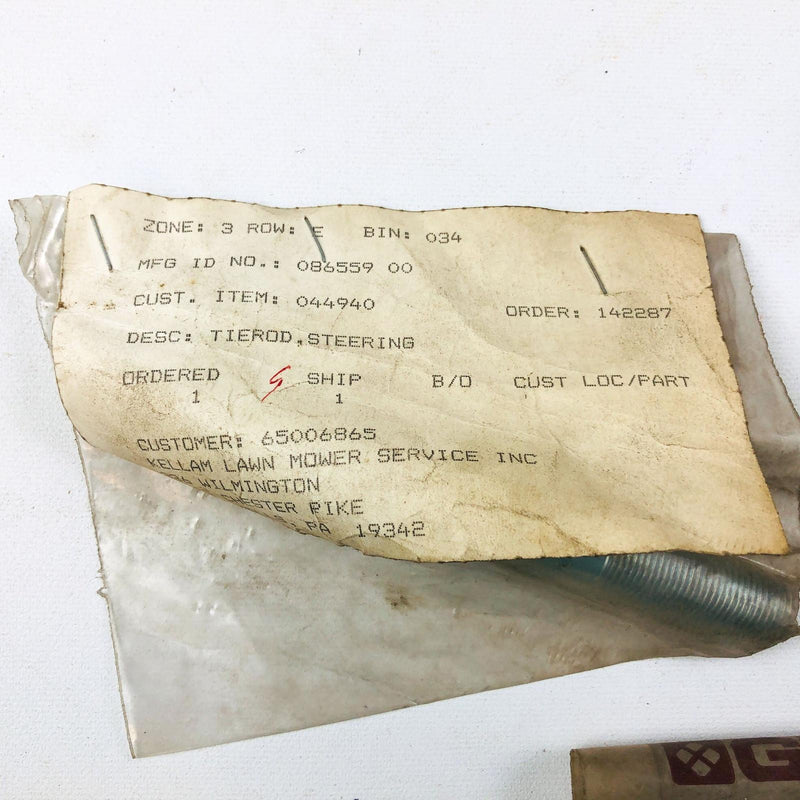 ZONE: 3 ROW: E BIN: 034
MFG ID NO.: 086559 00
CUST. ITEM: 044940 ORDER: 142287
DESC: TIEROD,STEERING
ORDERED SHIP B/O CUST LOC/PART
1 1
CUSTOMER: 65006865
KELLAM LAWN MOWER SERVICE INC
WILMINGTON
PIKE
PA 19342
G